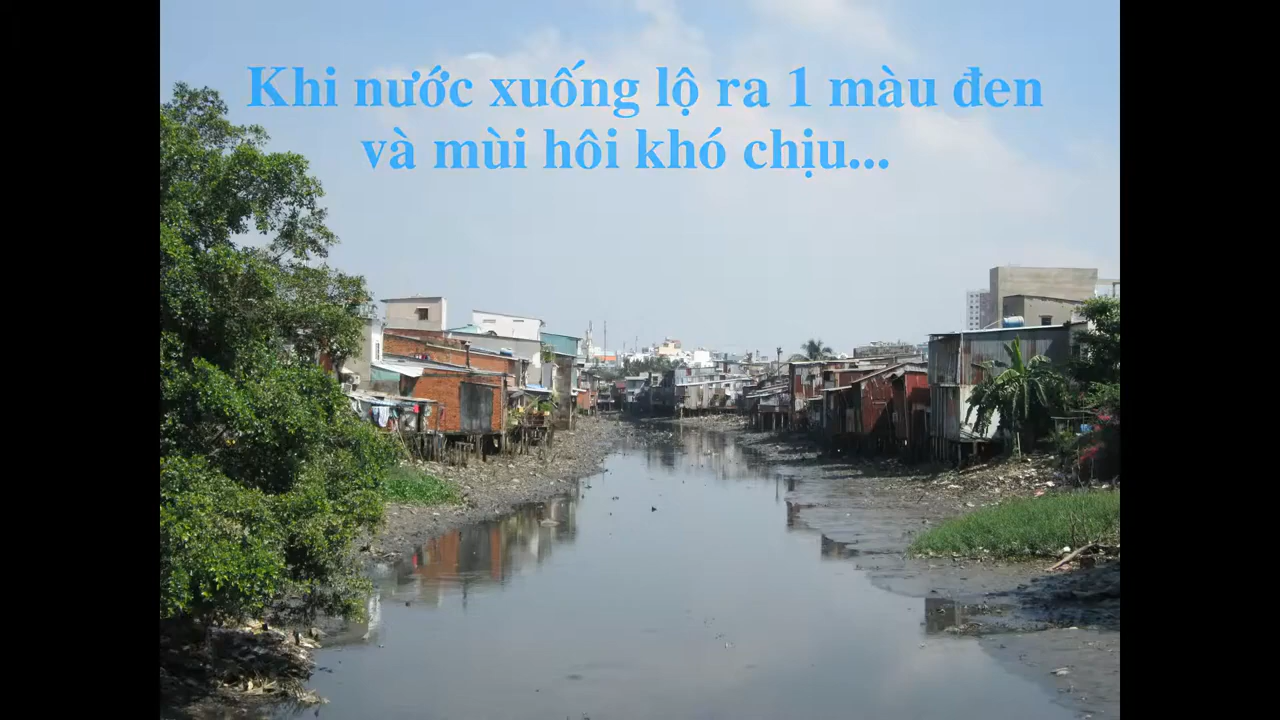 Khi nước xuống lộ ra 1 màu đen
và mùi hôi khó chịu...